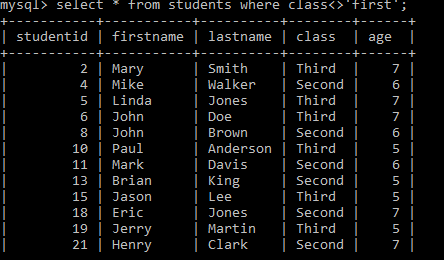 mysql> select * from students where class<>'first';
+-----------+-----------+----------+--------+------+
| studentid | firstname | lastname | class  | age  |
+-----------+-----------+----------+--------+------+
|         2 | Mary      | Smith    | Third  |    7 |
|         4 | Mike      | Walker   | Second |    6 |
|         5 | Linda     | Jones    | Third  |    7 |
|         6 | John      | Doe      | Third  |    7 |
|         8 | John      | Brown    | Second |    6 |
|        10 | Paul      | Anderson | Third  |    5 |
|        11 | Mark      | Davis    | Second |    6 |
|        13 | Brian     | King     | Second |    5 |
|        15 | Jason     | Lee      | Third  |    5 |
|        18 | Eric      | Jones    | Second |    7 |
|        19 | Jerry     | Martin   | Third  |    5 |
|        21 | Henry     | Clark    | Second |    7 |